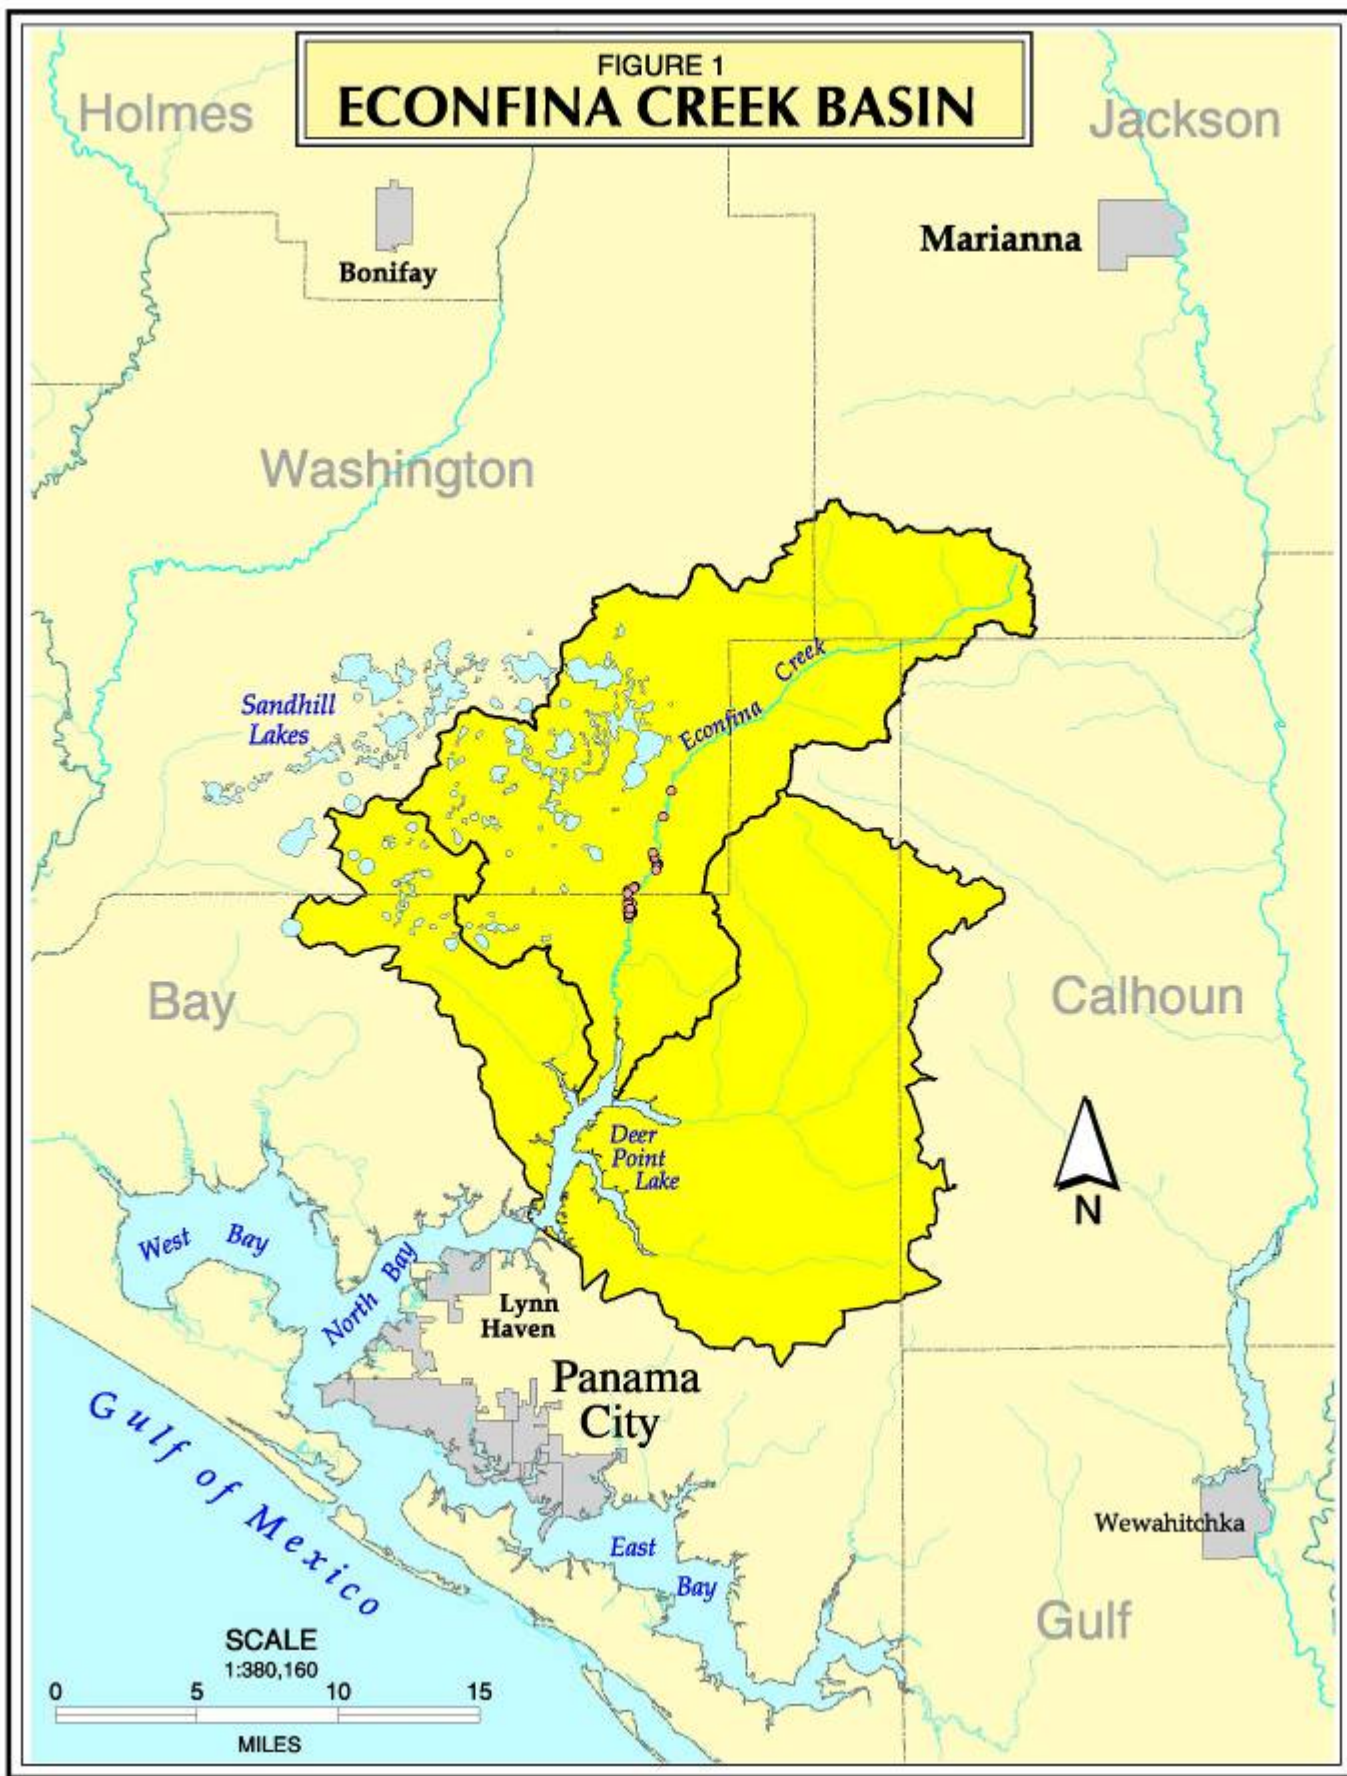 FIGURE 1
ECONFINA CREEK BASIN
Holmes
Jackson
Marianna
Bonifay
Washington
Creek
Econfina
Sandhill
Lakes
Bay
Calhoun
Deer
Point
Lake
N
West Bay
North Bay
Lynn
Haven
Panama
City
Gulf of Mexico
Wewahitchka
East
Bay
Gulf
SCALE
1:380,160
0 5 10 15
MILES